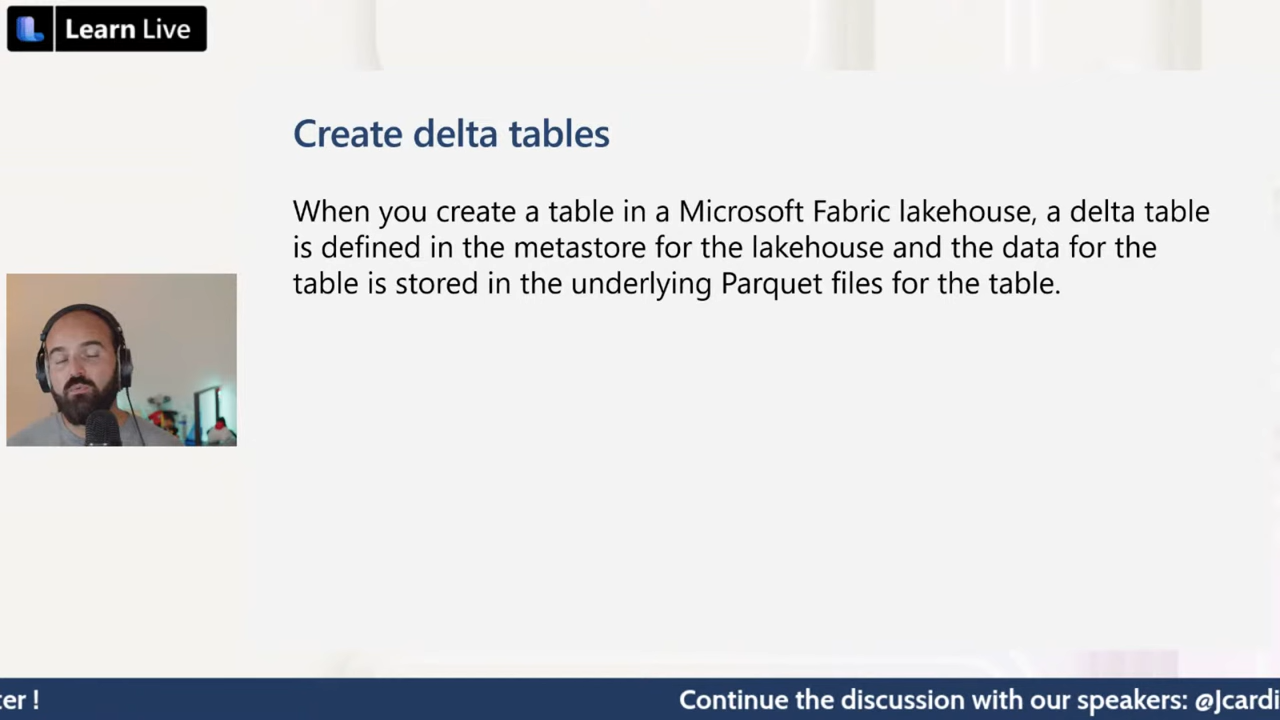 Learn Live
Create delta tables
When you create a table in a Microsoft Fabric lakehouse, a delta table
is defined in the metastore for the lakehouse and the data for the
table is stored in the underlying Parquet files for the table.
ter !
Continue the discussion with our speakers: @Jcardi